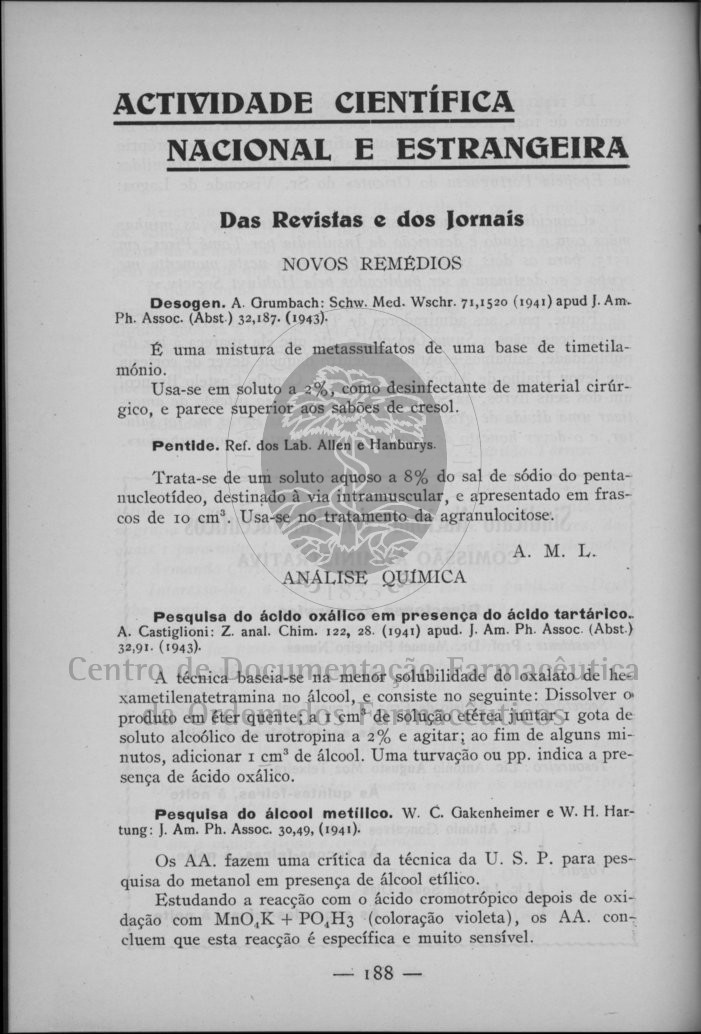 ACTIVIDADE CIENTÍFICA
NACIONAL E ESTRANGEIRA
Das Revistas e dos Jornais
NOVOS REMÉDIOS
Desogen. A. Grumbach: Schw. Med. Wschr. 71,1520 (1941) apud J. Am.
Ph. Assoc. (Abst.) 32,187. (1943).
É uma mistura de metassulfatos de uma base de timetila-
mónio.
Usa-se em soluto a 2%, como desinfectante de material cirúr-
gico, e parece superior aos sabões de cresol.
Pentide. Ref. dos Lab. Allen e Hanburys.
Trata-se de um soluto aquoso a 8% do sal de sódio do penta-
nucleotídeo, destinado à via intramuscular, e apresentado em fras-
cos de 10 cm³. Usa-se no tratamento da agranulocitose.
A. M. L.
ANÁLISE QUÍMICA
1835
Pesquisa do ácido oxálico em presença do ácido tartárico.
A. Castiglioni: Z. anal. Chim. 122, 28. (1941) apud. J. Am. Ph. Assoc. (Abst.)
32,91. (1943).
Centro de Documentação Farmacêutica
da Ordem dos Farmacêuticos
A técnica baseia-se na menor solubilidade do oxalato de he-
xametilenatetramina no álcool, e consiste no seguinte: Dissolver o
produto em éter quente; a 1 cm³ de solução etérea juntar 1 gota de
soluto alcoólico de urotropina a 2% e agitar; ao fim de alguns mi-
nutos, adicionar 1 cm³ de álcool. Uma turvação ou pp. indica a pre-
sença de ácido oxálico.
Pesquisa do álcool metílico. W. C. Gakenheimer e W. H. Har-
tung: J. Am. Ph. Assoc. 30,49, (1941).
Os AA. fazem uma crítica da técnica da U. S. P. para pes-
quisa do metanol em presença de álcool etílico.
Estudando a reacção com o ácido cromotrópico depois de oxi-
dação com MnO₄K + PO₄H3 (coloração violeta), os AA. con-
cluem que esta reacção é específica e muito sensível.
— 188 —